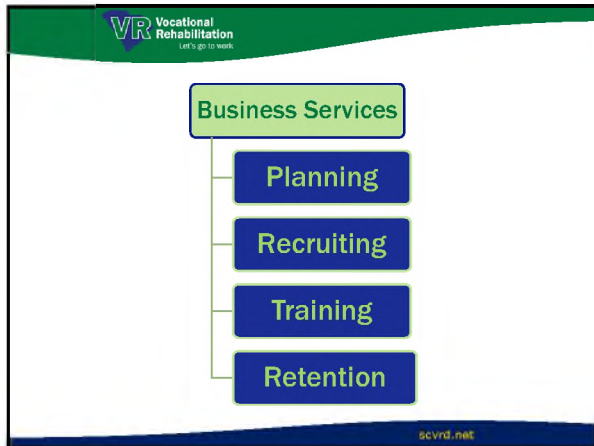 VR Vocational
Rehabilitation
Let's go to work
Business Services
Planning
Recruiting
Training
Retention
scvrd.net